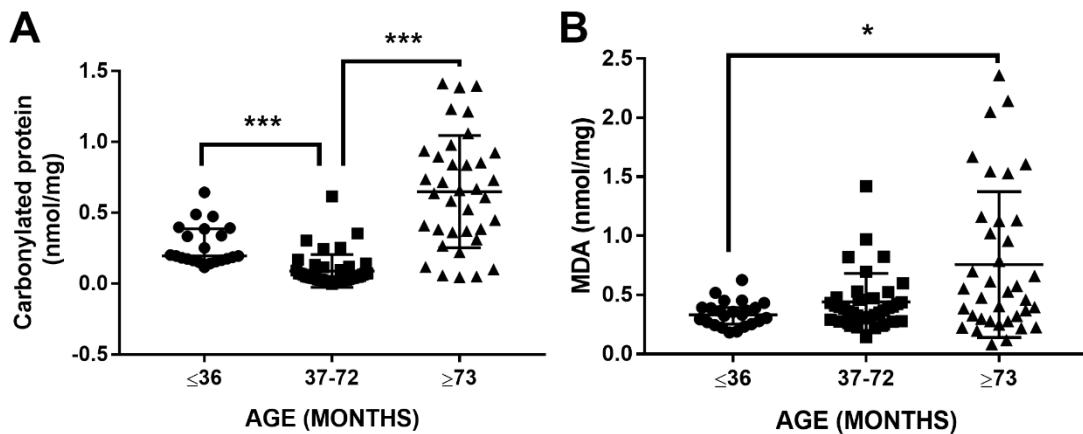 A
***
***
Carbonylated protein
(nmol/mg)
1.5
1.0
0.5
0.0
-0.5
≤36
37-72
≥73
AGE (MONTHS)
B
*
MDA (nmol/mg)
2.5
2.0
1.5
1.0
0.5
0.0
≤36
37-72
≥73
AGE (MONTHS)